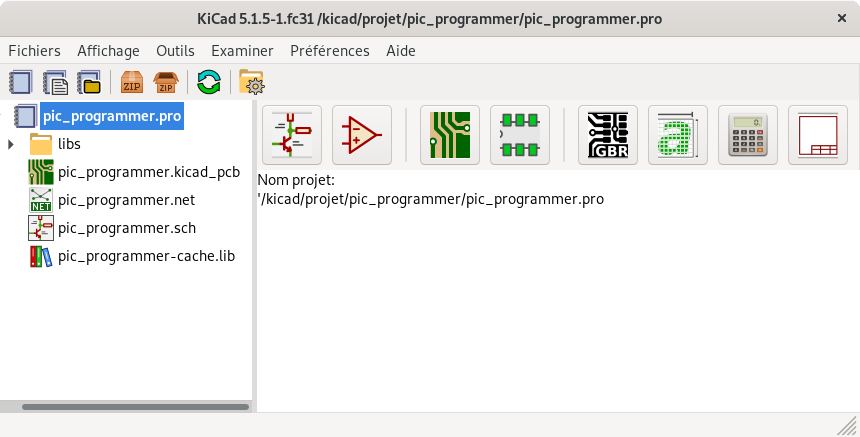 KiCad 5.1.5-1.fc31 /kicad/projet/pic_programmer/pic_programmer.pro
Fichiers Affichage Outils Examiner Préférences Aide
ZIP ZIP
pic_programmer.pro
libs
pic_programmer.kicad_pcb
NET pic_programmer.net
pic_programmer.sch
pic_programmer-cache.lib
GBR a 0.
Nom projet:
'/kicad/projet/pic_programmer/pic_programmer.pro